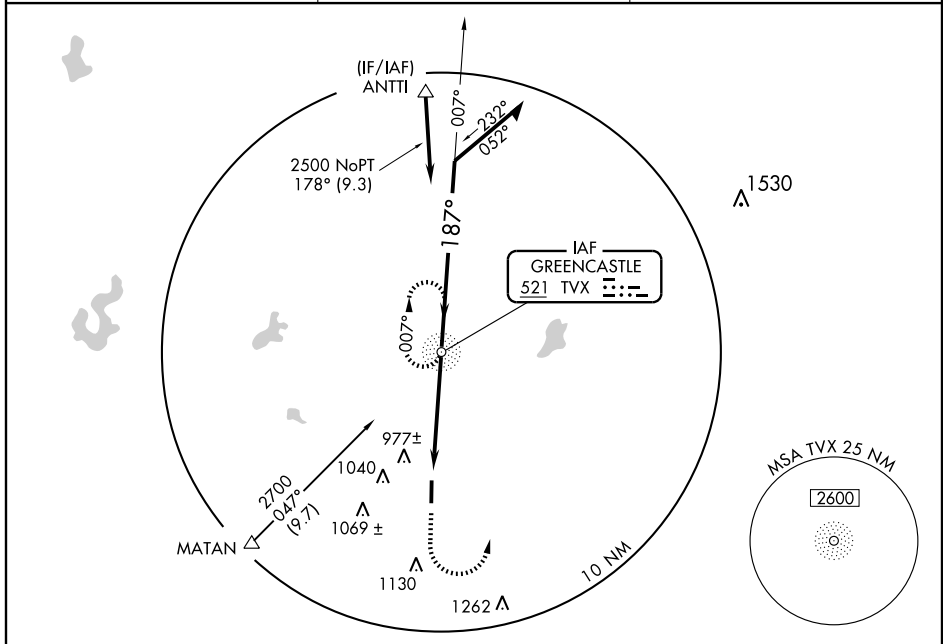 (IF/IAF)
ANTTI
007°
232°
052°
2500 NoPT
178° (9.3)
1530
187°
IAF
GREENCASTLE
521 TVX
007°
977±
1040
2700
047°
(9.7)
1069 ±
MATAN
1130
1262
10 NM
MSA TVX 25 NM
2600